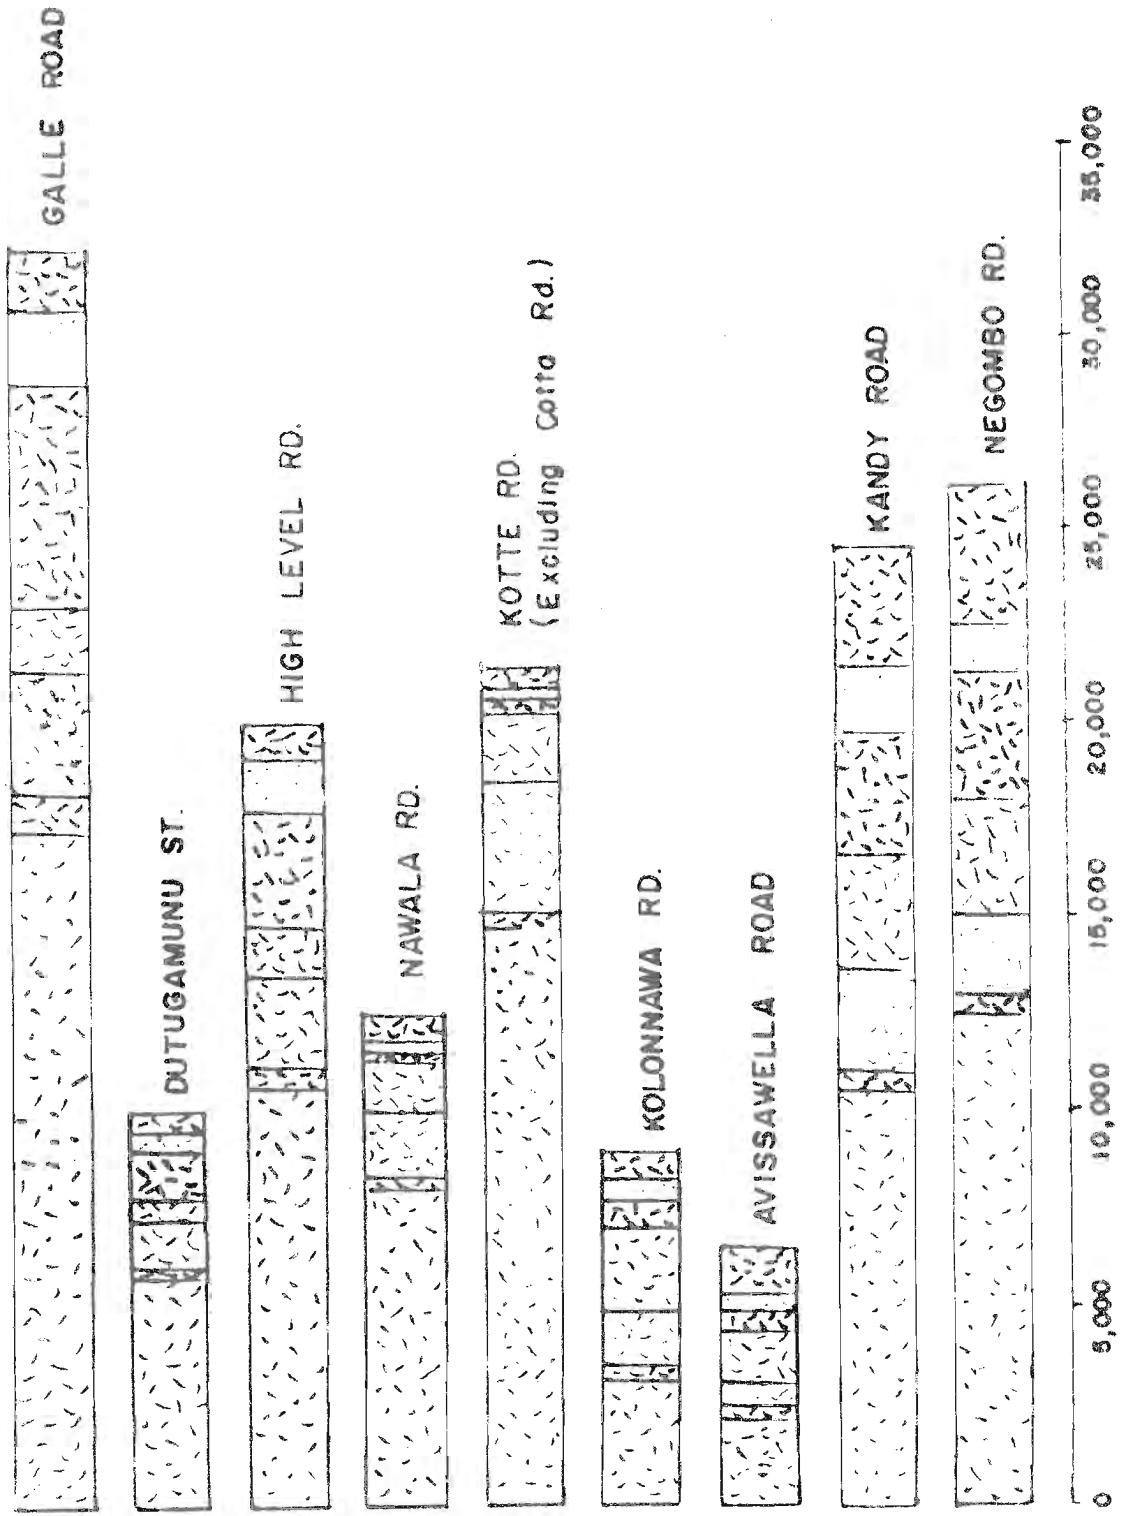 GALLE ROAD
DUTUGAMUNU ST.
HIGH LEVEL RD.
NAWALA RD.
KOTTE RD.
(Excluding Cotta Rd.)
KOLONNAWA RD.
AVISSAWELLA ROAD
KANDY ROAD
NEGOMBO RD.
0
5,000
10,000
15,000
20,000
25,000
30,000
35,000